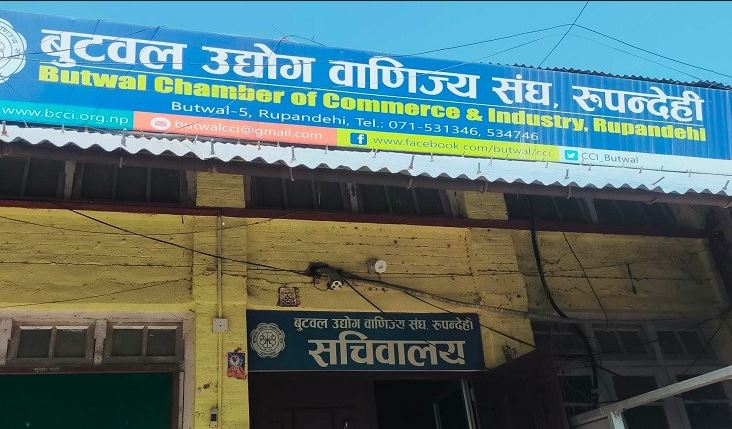 बुटवल उद्योग वाणिज्य संघ, रूपन्देही
Butwal Chamber of Commerce & Industry, Rupandehi
Butwal-5, Rupandehi, Tel.: 071-531346, 534746
www.bcci.org.np butwalcci@gmail.com www.facebook.com/butwal/cci CCI_Butwal
बुटवल उद्योग वाणिज्य संघ, रूपन्देही
सचिवालय